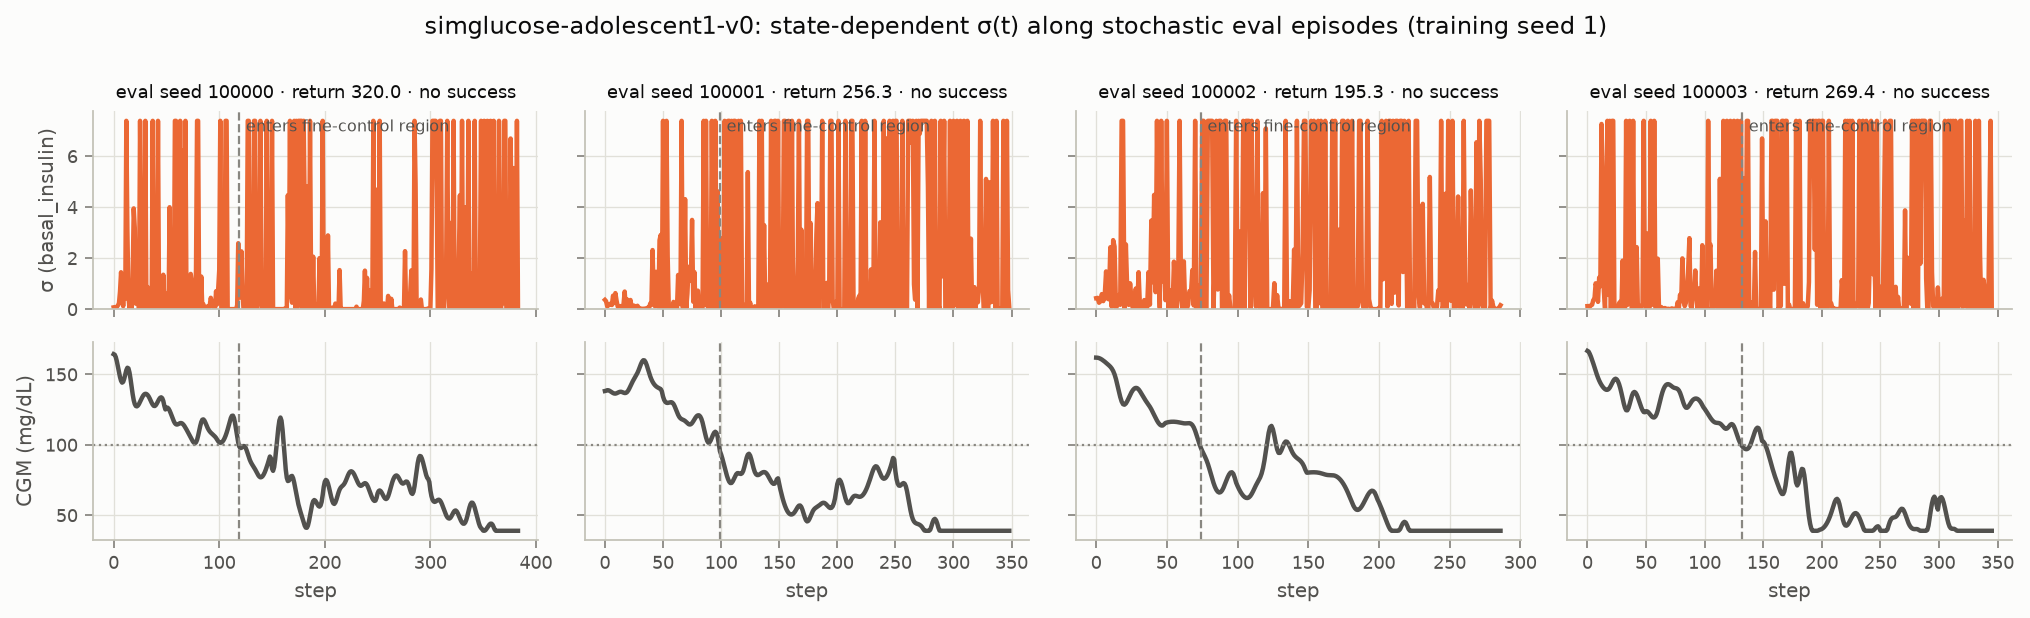 simglucose-adolescent1-v0: state-dependent σ(t) along stochastic eval episodes (training seed 1)
eval seed 100000 · return 320.0 · no success
eval seed 100001 · return 256.3 · no success
eval seed 100002 · return 195.3 · no success
eval seed 100003 · return 269.4 · no success
enters fine-control region
enters fine-control region
enters fine-control region
enters fine-control region
σ (basal_insulin)
6
4
2
0
CGM (mg/dL)
150
100
50
0 100 200 300 400
0 50 100 150 200 250 300 350
0 50 100 150 200 250 300
0 50 100 150 200 250 300 350
step
step
step
step